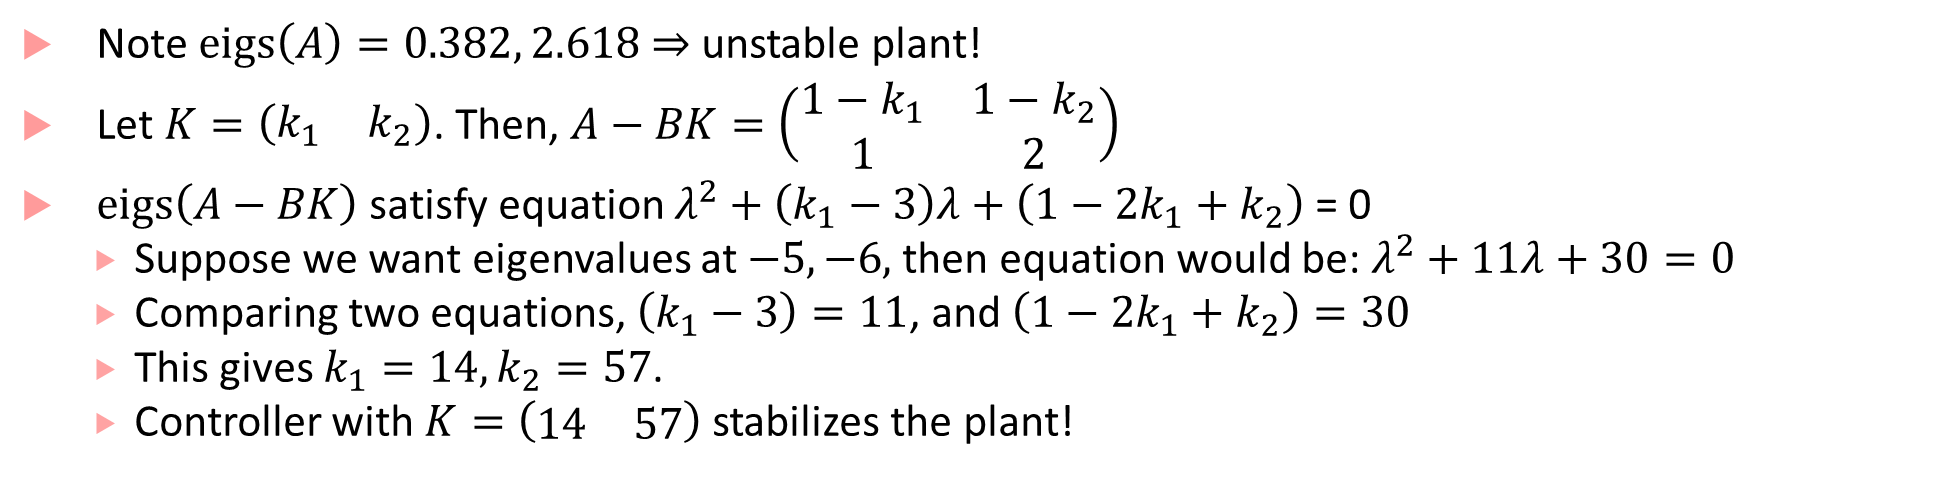 Note eigs(𝐴) = 0.382, 2.618 ⇒ unstable plant!
Let 𝐾 = (𝑘₁ 𝑘₂). Then, 𝐴 − 𝐵𝐾 = (1 − 𝑘₁ 1 − 𝑘₂
1 2)
eigs(𝐴 − 𝐵𝐾) satisfy equation 𝜆² + (𝑘₁ − 3)𝜆 + (1 − 2𝑘₁ + 𝑘₂) = 0
Suppose we want eigenvalues at −5, −6, then equation would be: 𝜆² + 11𝜆 + 30 = 0
Comparing two equations, (𝑘₁ − 3) = 11, and (1 − 2𝑘₁ + 𝑘₂) = 30
This gives 𝑘₁ = 14, 𝑘₂ = 57.
Controller with 𝐾 = (14 57) stabilizes the plant!